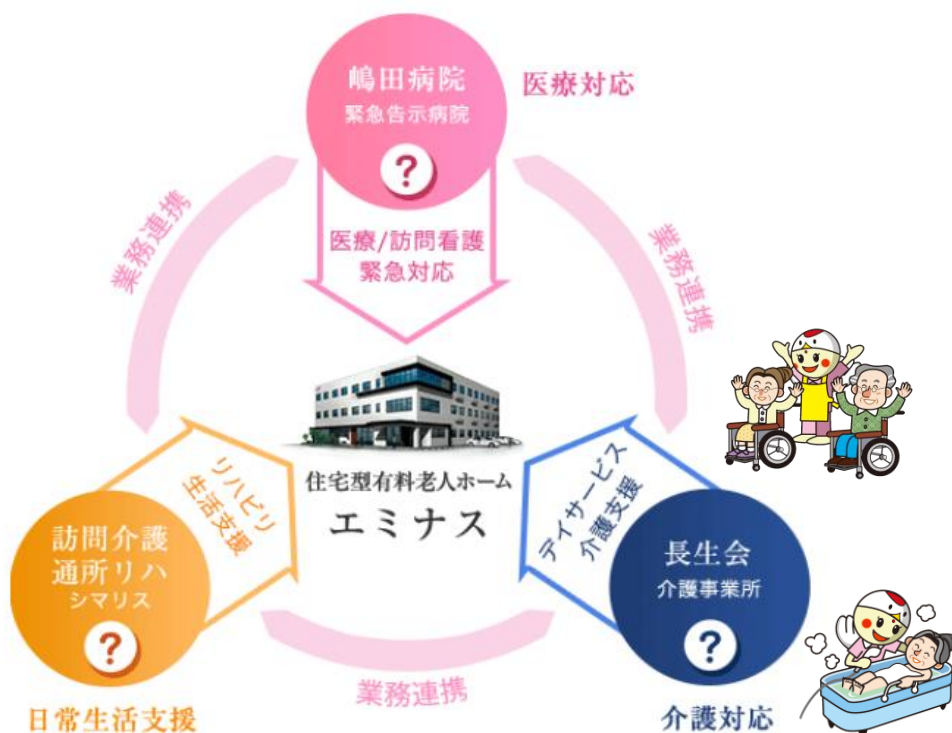 嶋田病院
緊急告示病院
?
医療対応
医療/訪問看護
緊急対応
業務連携
業務連携
住宅型有料老人ホーム
エミナス
リハビリ
生活支援
デイサービス
介護支援
訪問介護
通所リハ
シマリス
?
日常生活支援
長生会
介護事業所
?
介護対応
業務連携